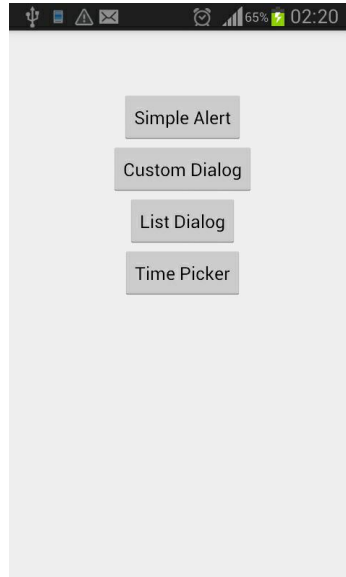 65% 02:20
Simple Alert
Custom Dialog
List Dialog
Time Picker